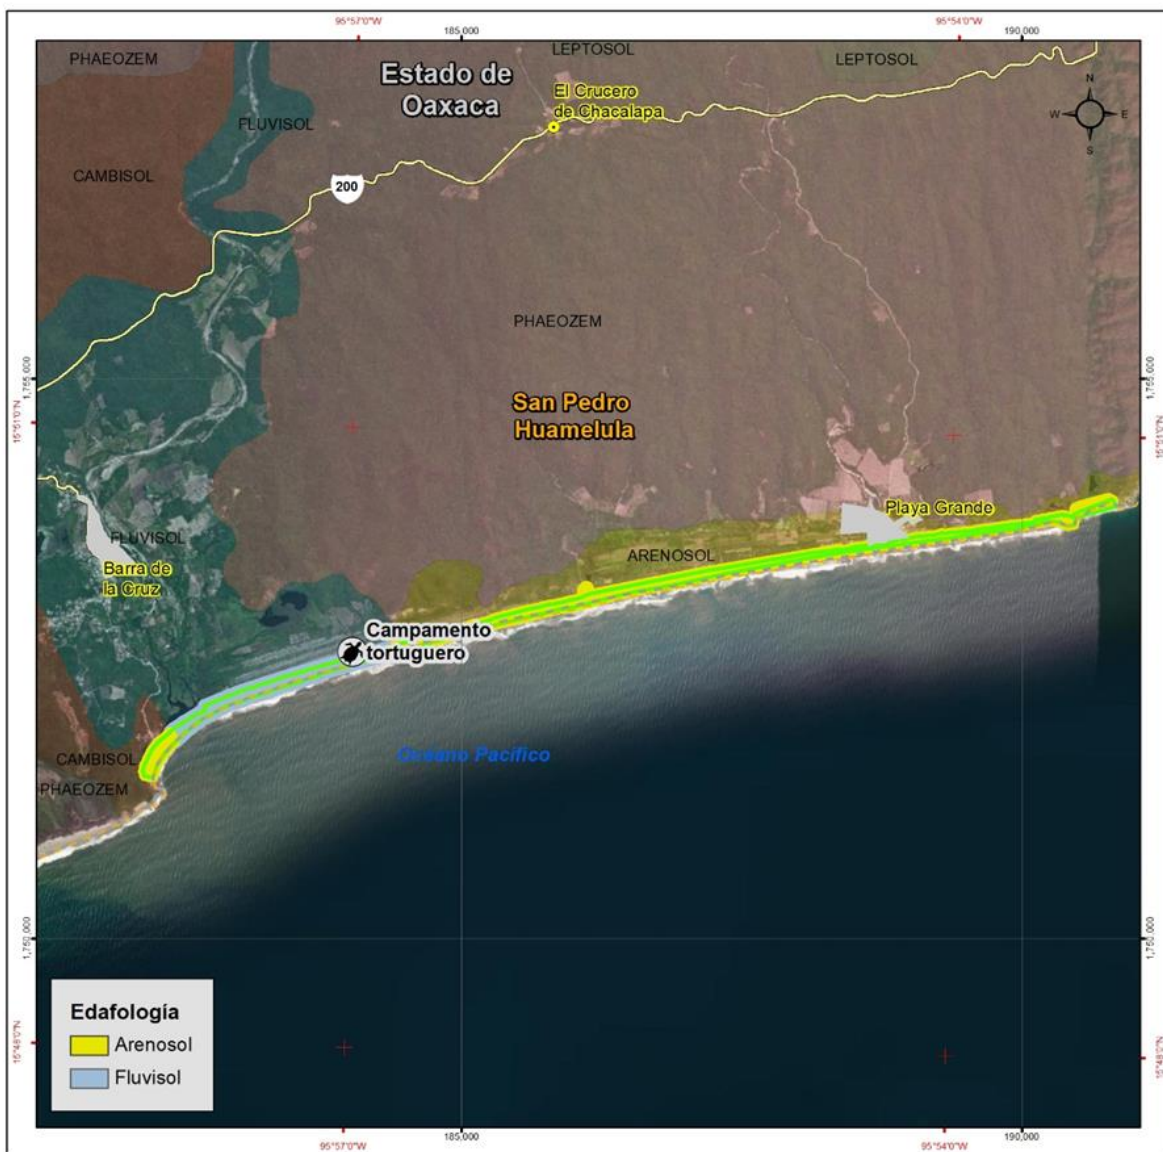 95°57'0"W
185,000
95°54'0"W
190,000
LEPTOSOL
PHAEOZEM
LEPTOSOL
Estado de
Oaxaca
El Crucero
de Chacalapa
N
W
E
S
FLUVISOL
CAMBISOL
200
PHAEOZEM
1,755,000
1,755,000
San Pedro
Huamelula
15°51'0"N
15°51'0"N
Playa Grande
FLUVISOL
ARENOSOL
Barra de
la Cruz
Campamento
tortuguero
Océano Pacífico
CAMBISOL
PHAEOZEM
1,750,000
1,750,000
Edafología
Arenosol
Fluvisol
15°48'0"N
15°48'0"N
95°57'0"W
185,000
95°54'0"W
190,000